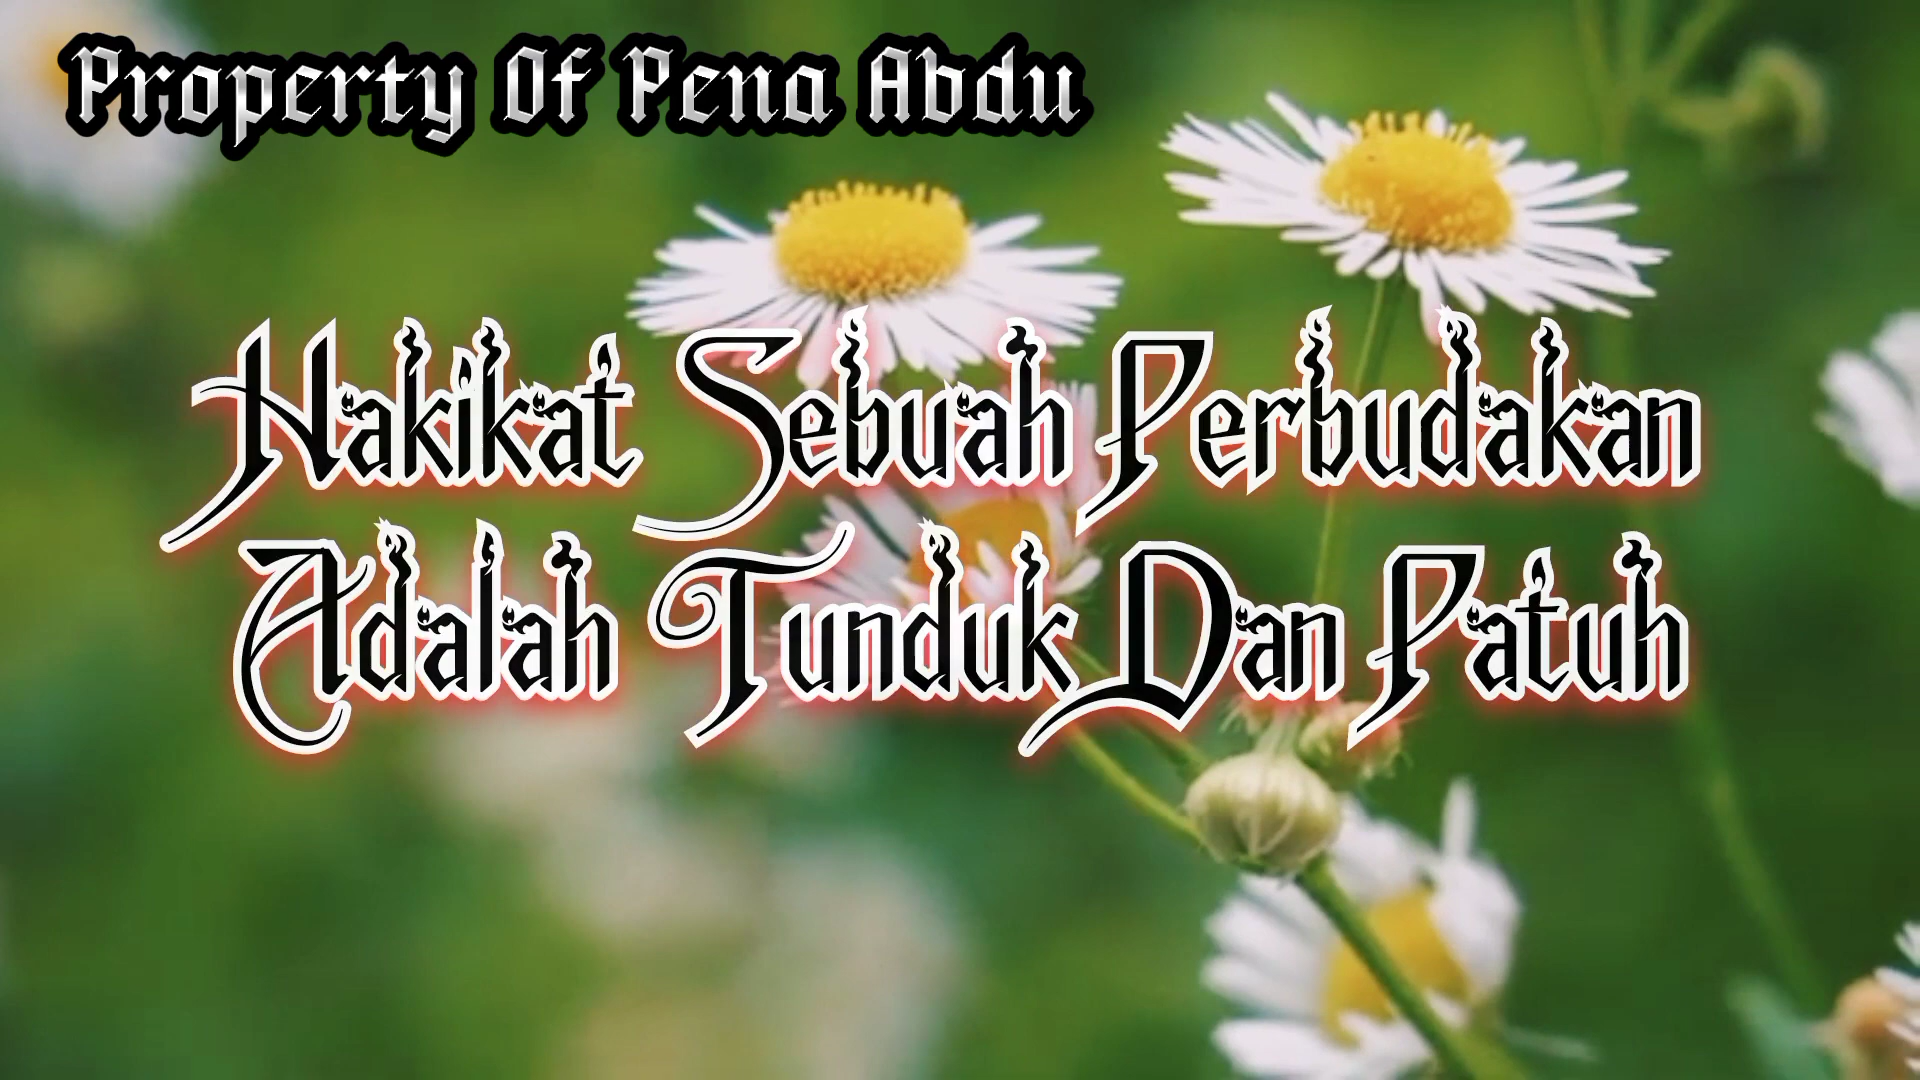 Property Of Pena Abdu
Hakikat Sebuah Perbudakan
Adalah Tunduk Dan Patuh